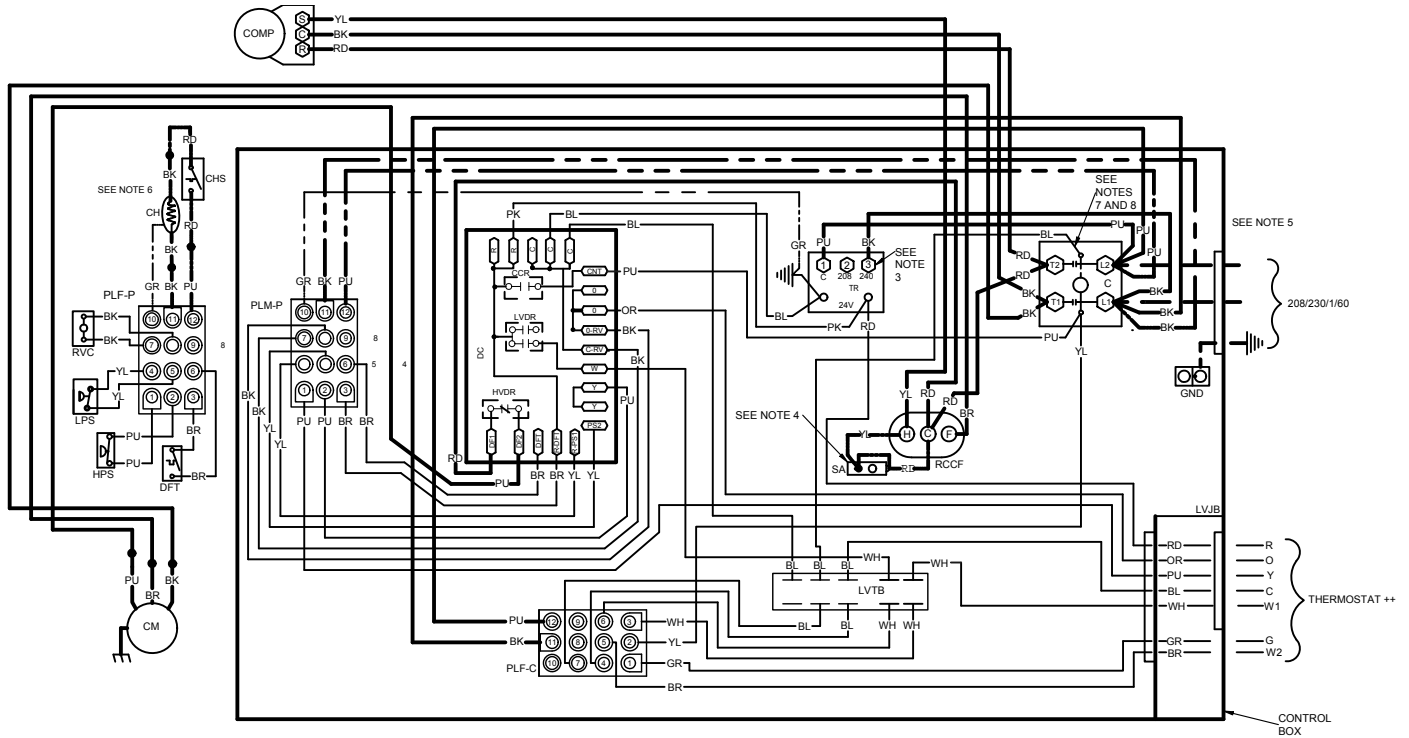 COMP
S
C
R
YL
BK
RD
RD
BK
CHS
SEE NOTE 6
CH
RD
BK
GR
BK
PU
PLF-P
10
11
12
7
9
8
4
5
6
1
2
3
RVC
BK
BK
LPS
YL
YL
HPS
PU
PU
DFT
BR
BR
PLM-P
GR
BK
PU
10
11
12
7
9
8
6
5
4
1
2
3
BK
BK
YL
YL
PU
PU
BR
BR
PK
BL
BL
R
R
C
C
C
CCR
LVDR
DC
HVDR
CNT
0
0
0-RV
C-RV
W
Y
Y
PS2
DF1
DF2
DFT
R-DFT
R-PS1
PU
OR
BK
BK
PU
RD
PU
BR
BR
YL
YL
GR
PU
BK
SEE
NOTE
3
1
2
3
C
208
240
TR
24V
BL
PK
RD
SEE
NOTES
7 AND 8
BL
PU
PU
PU
RD
RD
BK
BK
T2
L2
C
T1
L1
BK
BK
BK
PU
YL
SEE NOTE 5
208/230/1/60
GND
SEE NOTE 4
YL
RD
RD
BR
YL
H
C
F
SA
RD
RCCF
LVJB
RD
R
OR
O
PU
Y
BL
C
WH
W1
GR
G
BR
W2
THERMOSTAT ++
CONTROL
BOX
BL
BL
BL
WH
WH
LVTB
BL
BL
WH
WH
PU
BK
12
9
6
3
11
8
5
2
10
7
4
1
PLF-C
WH
YL
GR
BR
PU
BR
BK
CM